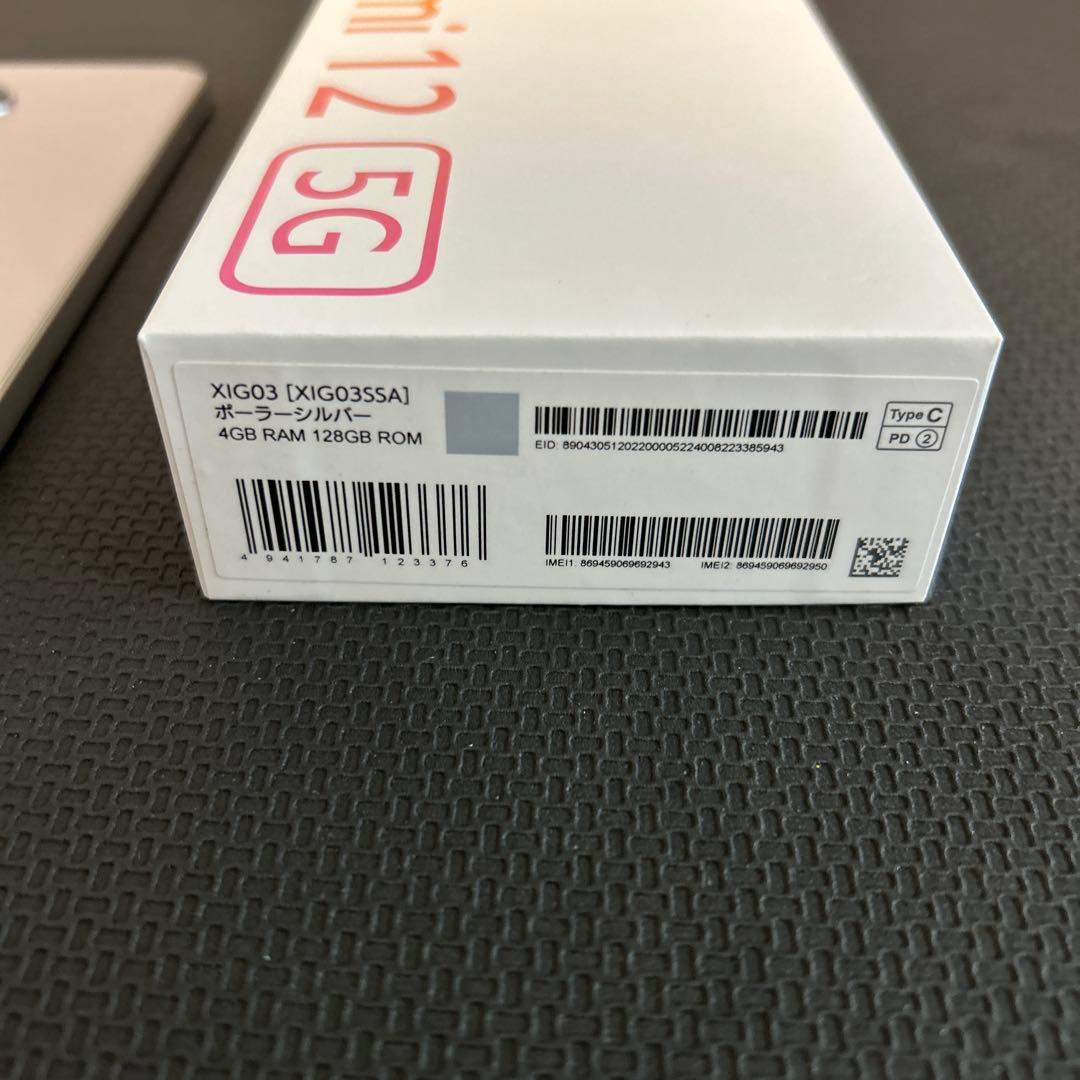 mi 12
5G
XIG03 [XIG03SSA]
ポーラーシルバー
4GB RAM 128GB ROM
EID: 89043051202200005224008223385943
Type C
PD 2
4 941787 123376
IMEI1: 869459069692943 IMEI2: 869459069692950